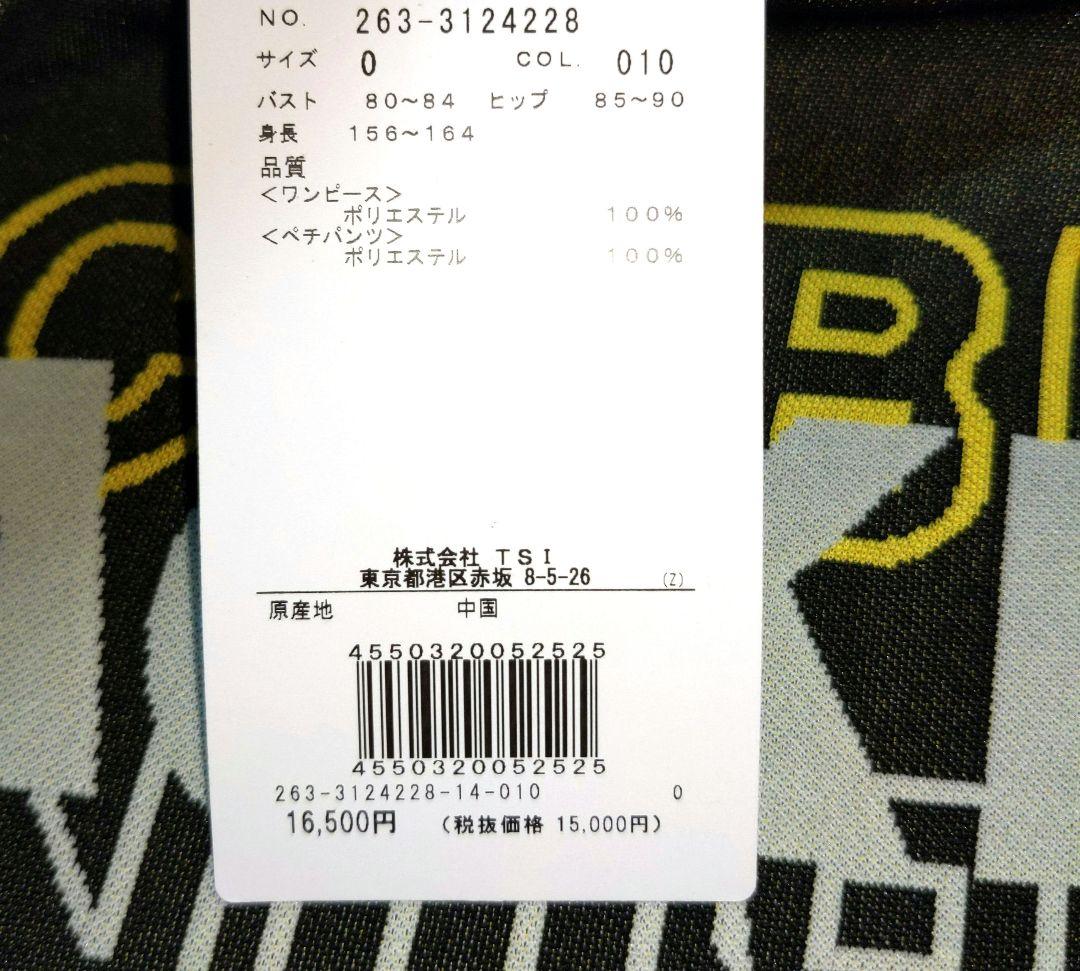 NO. 263-3124228
サイズ 0 COL. 010
バスト 80～84 ヒップ 85～90
身長 156～164
品質
＜ワンピース＞
ポリエステル 100%
＜ペチパンツ＞
ポリエステル 100%
株式会社 TSI
東京都港区赤坂 8-5-26 (Z)
原産地 中国
4550320052525
4550320052525
263-3124228-14-010 0
16,500円 (税抜価格 15,000円)